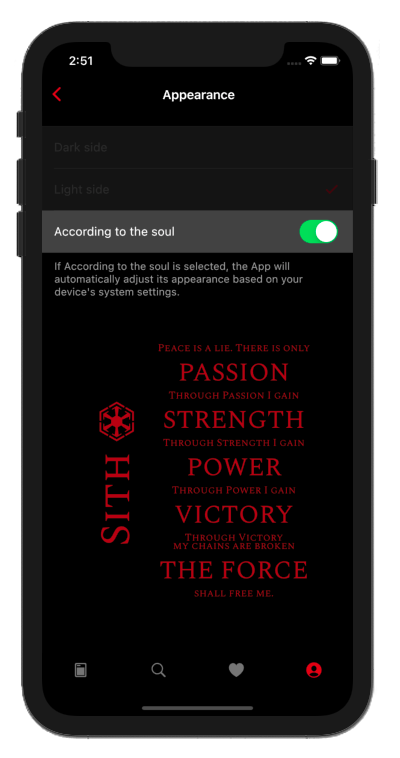 2:51
Appearance
Dark side
Light side
According to the soul
If According to the soul is selected, the App will
automatically adjust its appearance based on your
device's system settings.
SITH
PEACE IS A LIE. THERE IS ONLY
PASSION
THROUGH PASSION I GAIN
STRENGTH
THROUGH STRENGTH I GAIN
POWER
THROUGH POWER I GAIN
VICTORY
THROUGH VICTORY
MY CHAINS ARE BROKEN
THE FORCE
SHALL FREE ME.